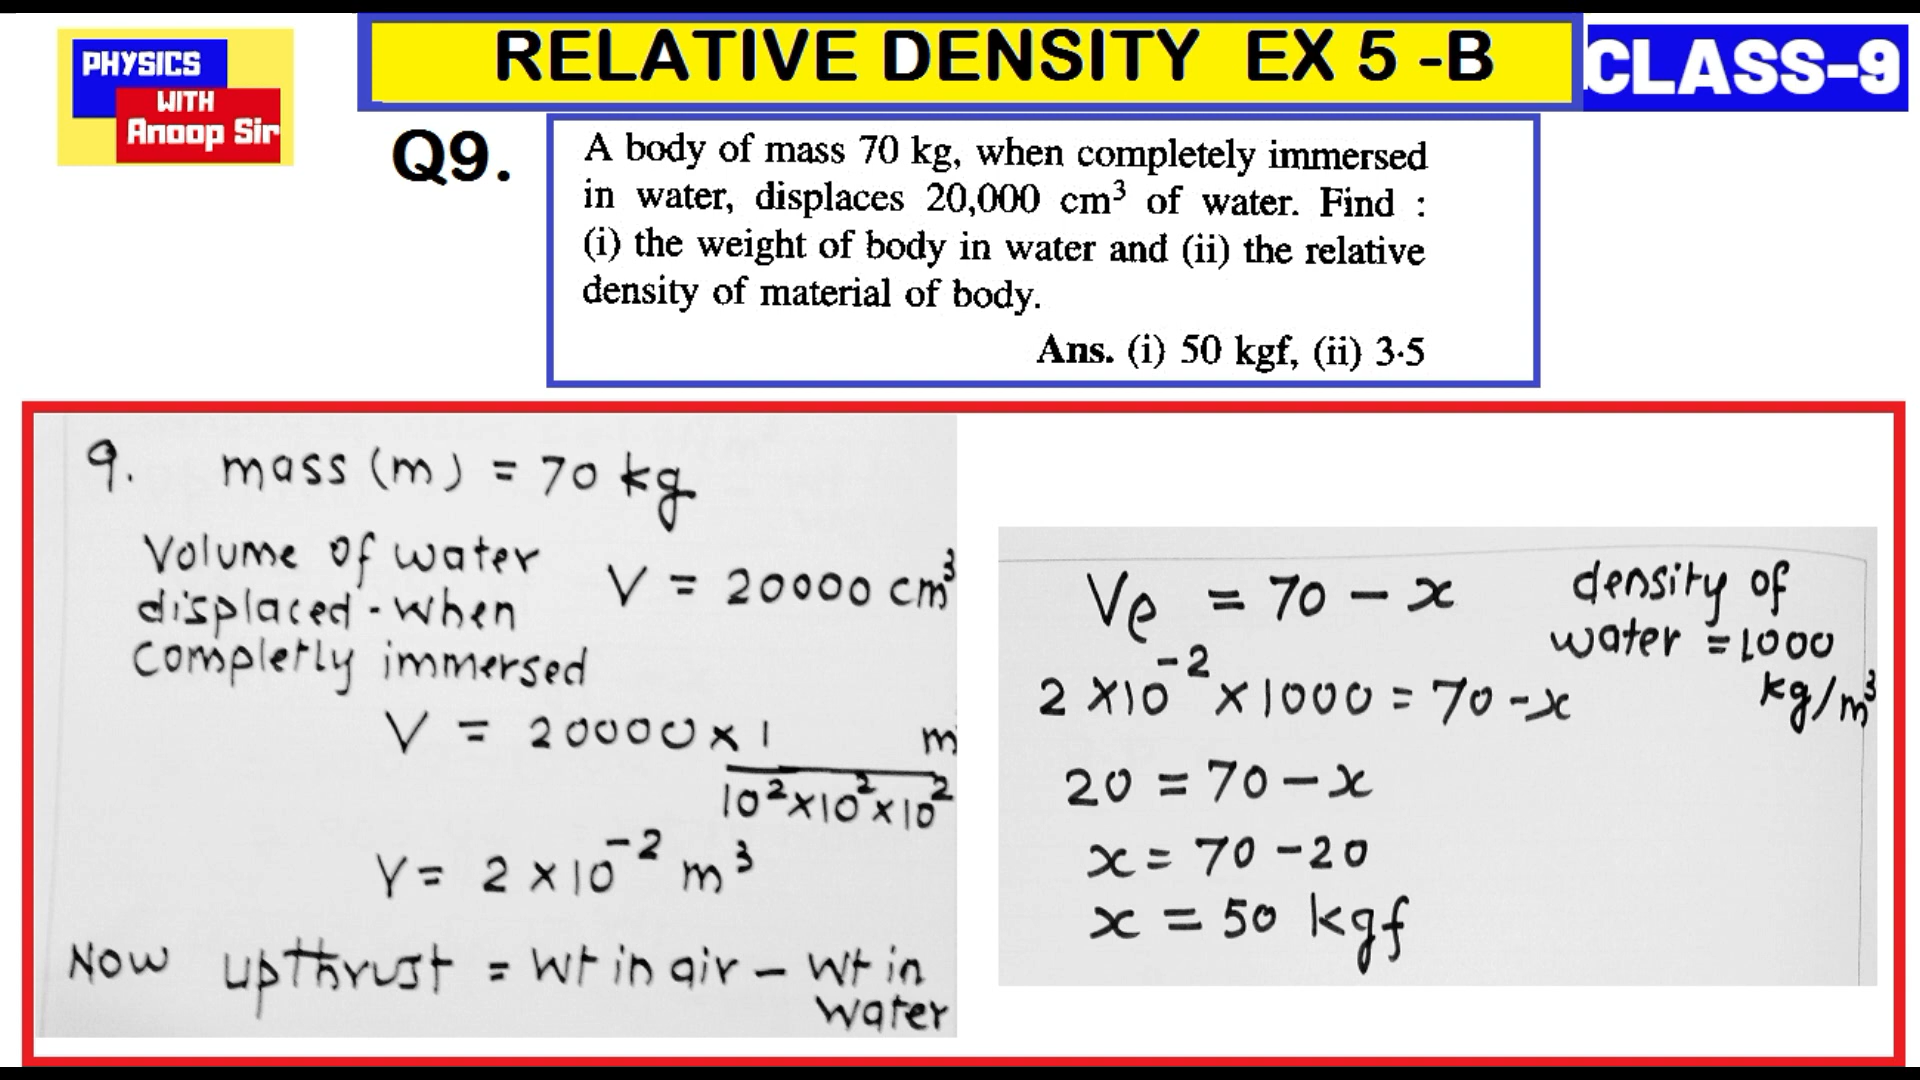 PHYSICS
WITH
Anoop Sir
RELATIVE DENSITY EX 5 -B
CLASS-9
Q9.
A body of mass 70 kg, when completely immersed
in water, displaces 20,000 cm³ of water. Find :
(i) the weight of body in water and (ii) the relative
density of material of body.
Ans. (i) 50 kgf, (ii) 3·5
9. mass (m) = 70 kg
Volume of water
displaced - when
completly immersed
V = 20000 cm³
V = 20000 × 1 m
10² × 10² × 10²
V = 2 × 10⁻² m³
Now upthrust = wt in air – wt in
water
Vρ = 70 – x
density of
water = 1000
kg/m³
2 × 10⁻² × 1000 = 70 – x
20 = 70 – x
x = 70 – 20
x = 50 kgf